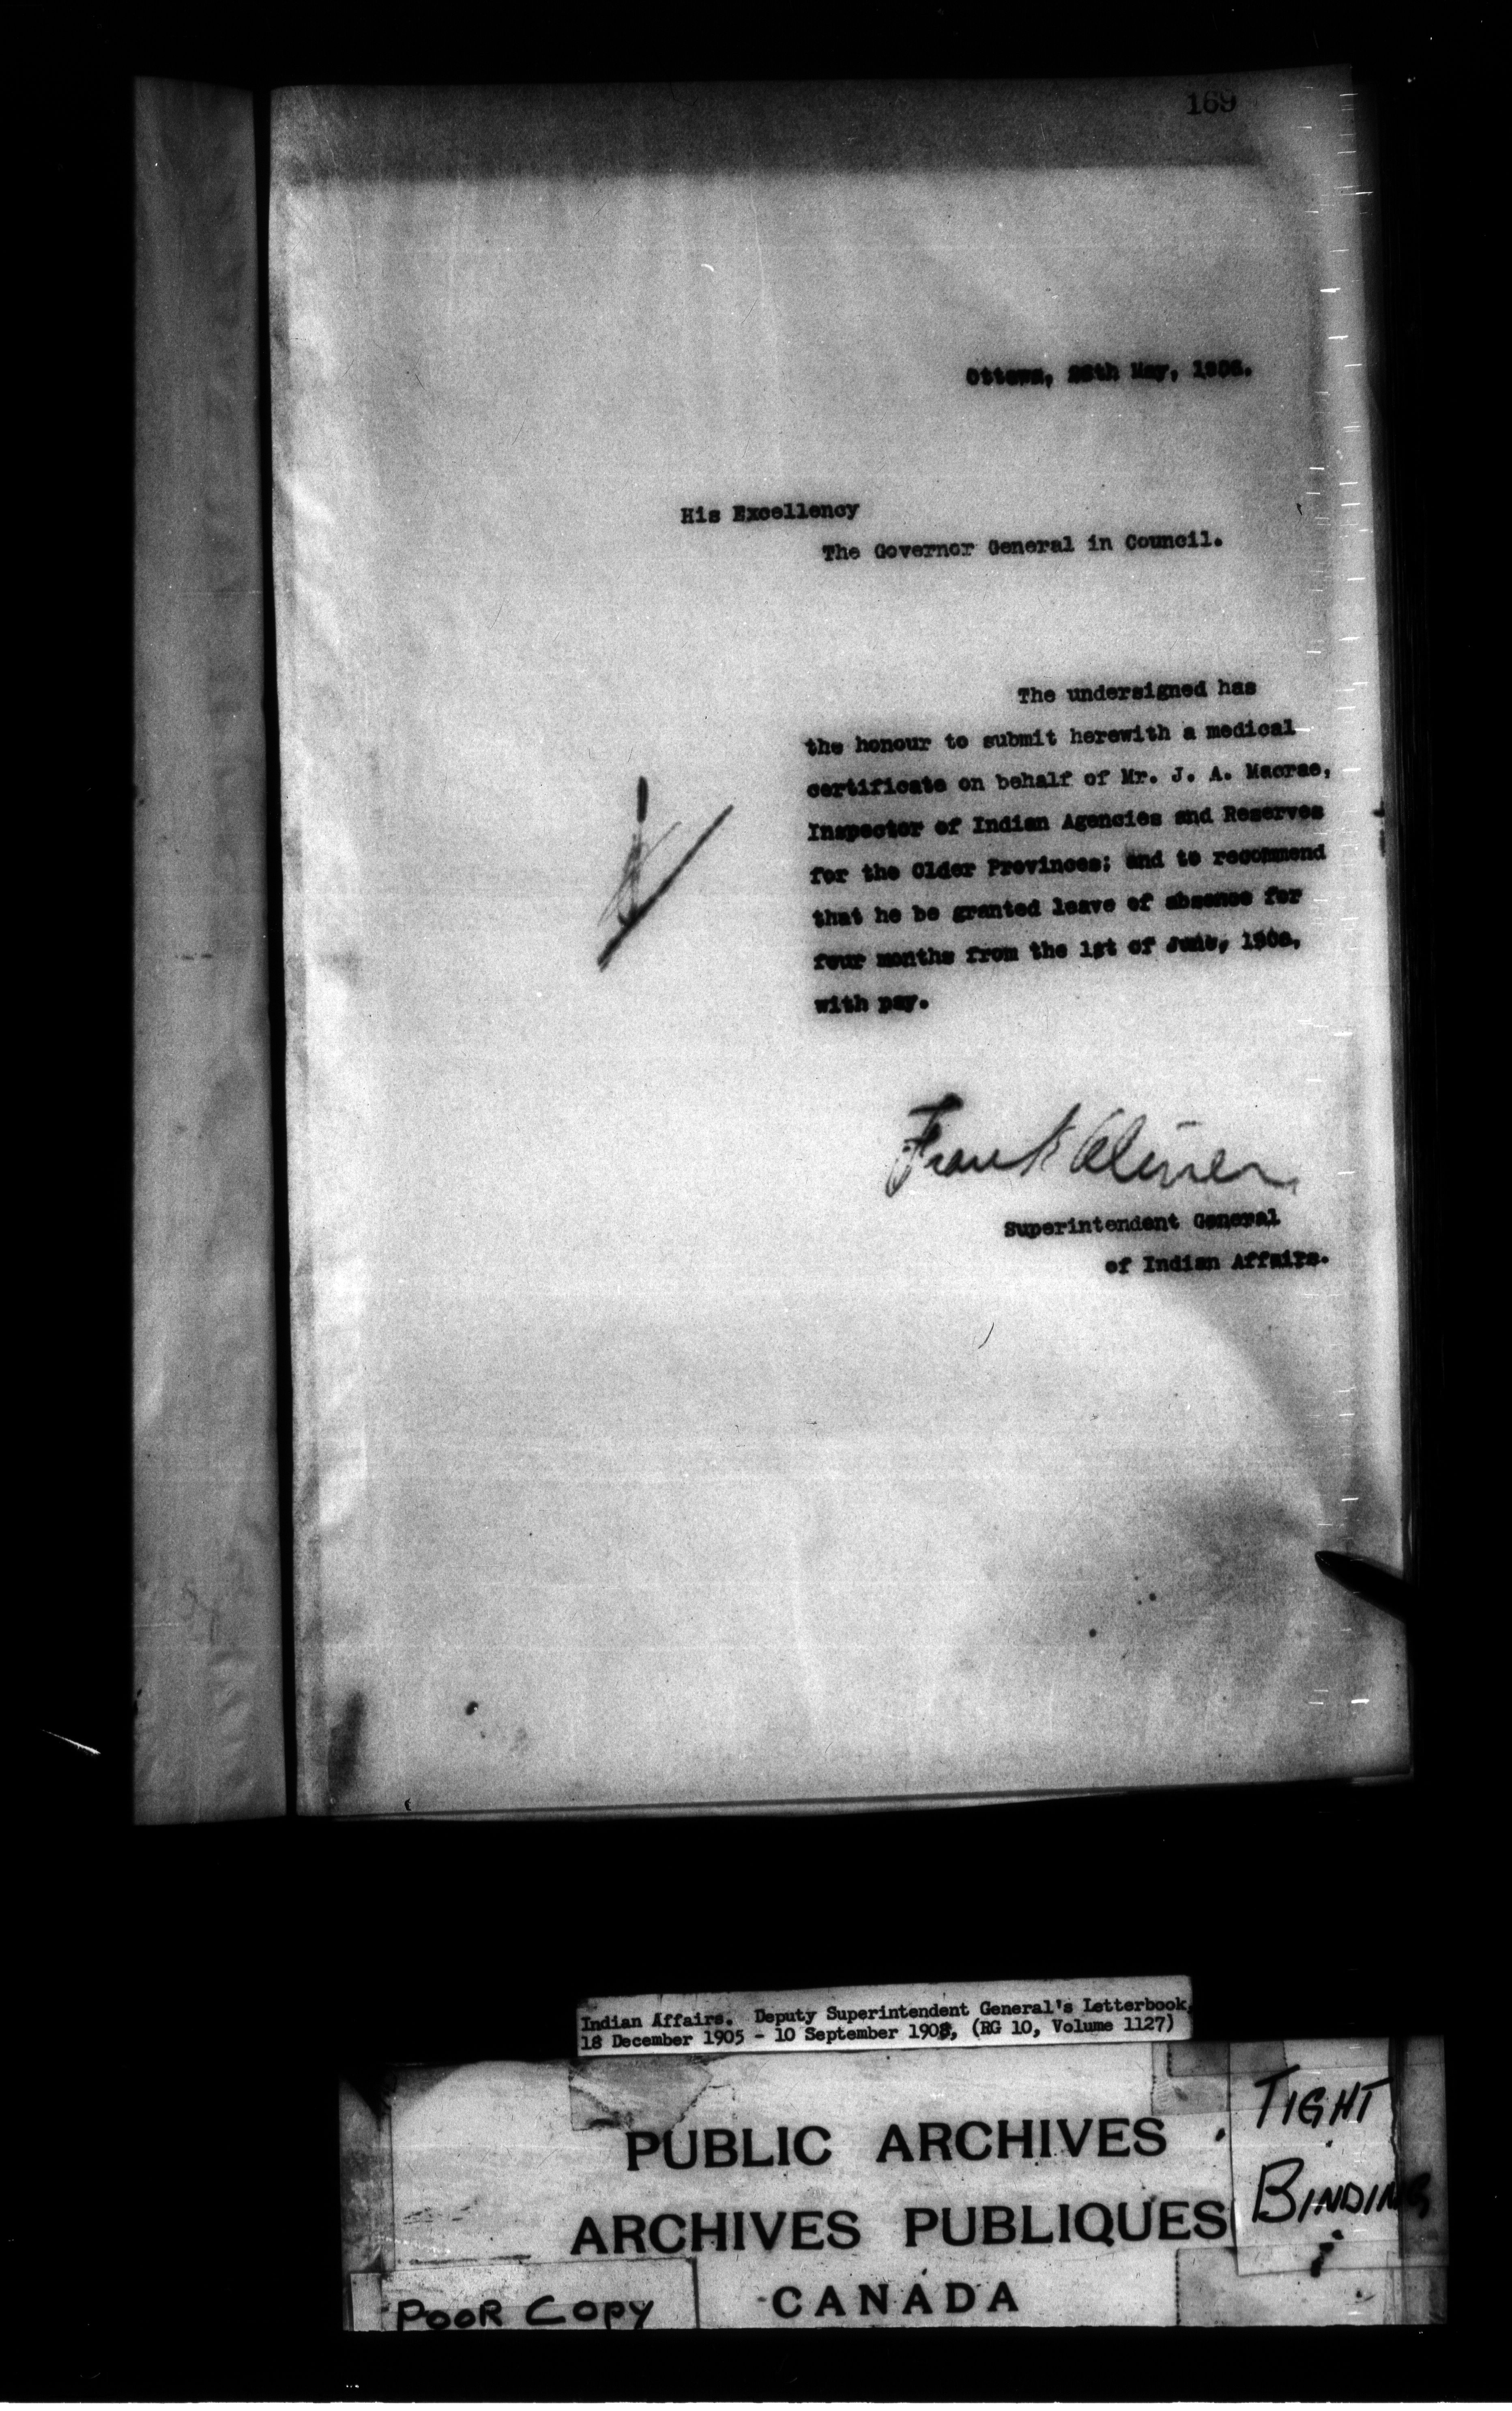 169
Ottawa, May, 1906.
His Excellency
The Governor General in Council.
The undersigned has
the honour to submit herewith a medical
certificate on behalf of Mr. J. A. Macrae,
Inspector of Indian Agencies and Reserves
for the Older Provinces; and to recommend
that he be granted leave of absence for
four months from the 1st of June, 1906,
with pay.
Frank Oliver
Superintendent General
of Indian Affairs.
Indian Affairs. Deputy Superintendent General's Letterbook,
18 December 1905 - 10 September 1908, (RG 10, Volume 1127)
PUBLIC ARCHIVES
ARCHIVES PUBLIQUES
CANADA
TIGHT
BINDING
POOR COPY